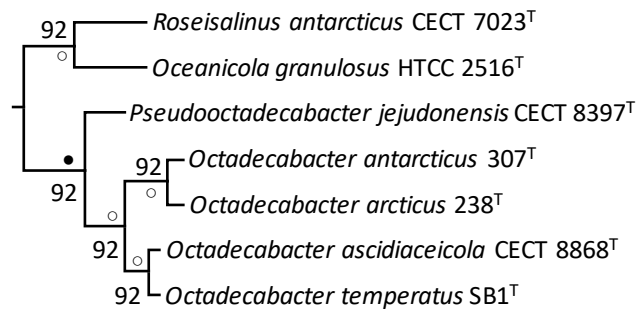 92
Roseisalinus antarcticus CECT 7023ᵀ
Oceanicola granulosus HTCC 2516ᵀ
Pseudooctadecabacter jejudonensis CECT 8397ᵀ
92
92
Octadecabacter antarcticus 307ᵀ
Octadecabacter arcticus 238ᵀ
92
Octadecabacter ascidiaceicola CECT 8868ᵀ
92
Octadecabacter temperatus SB1ᵀ